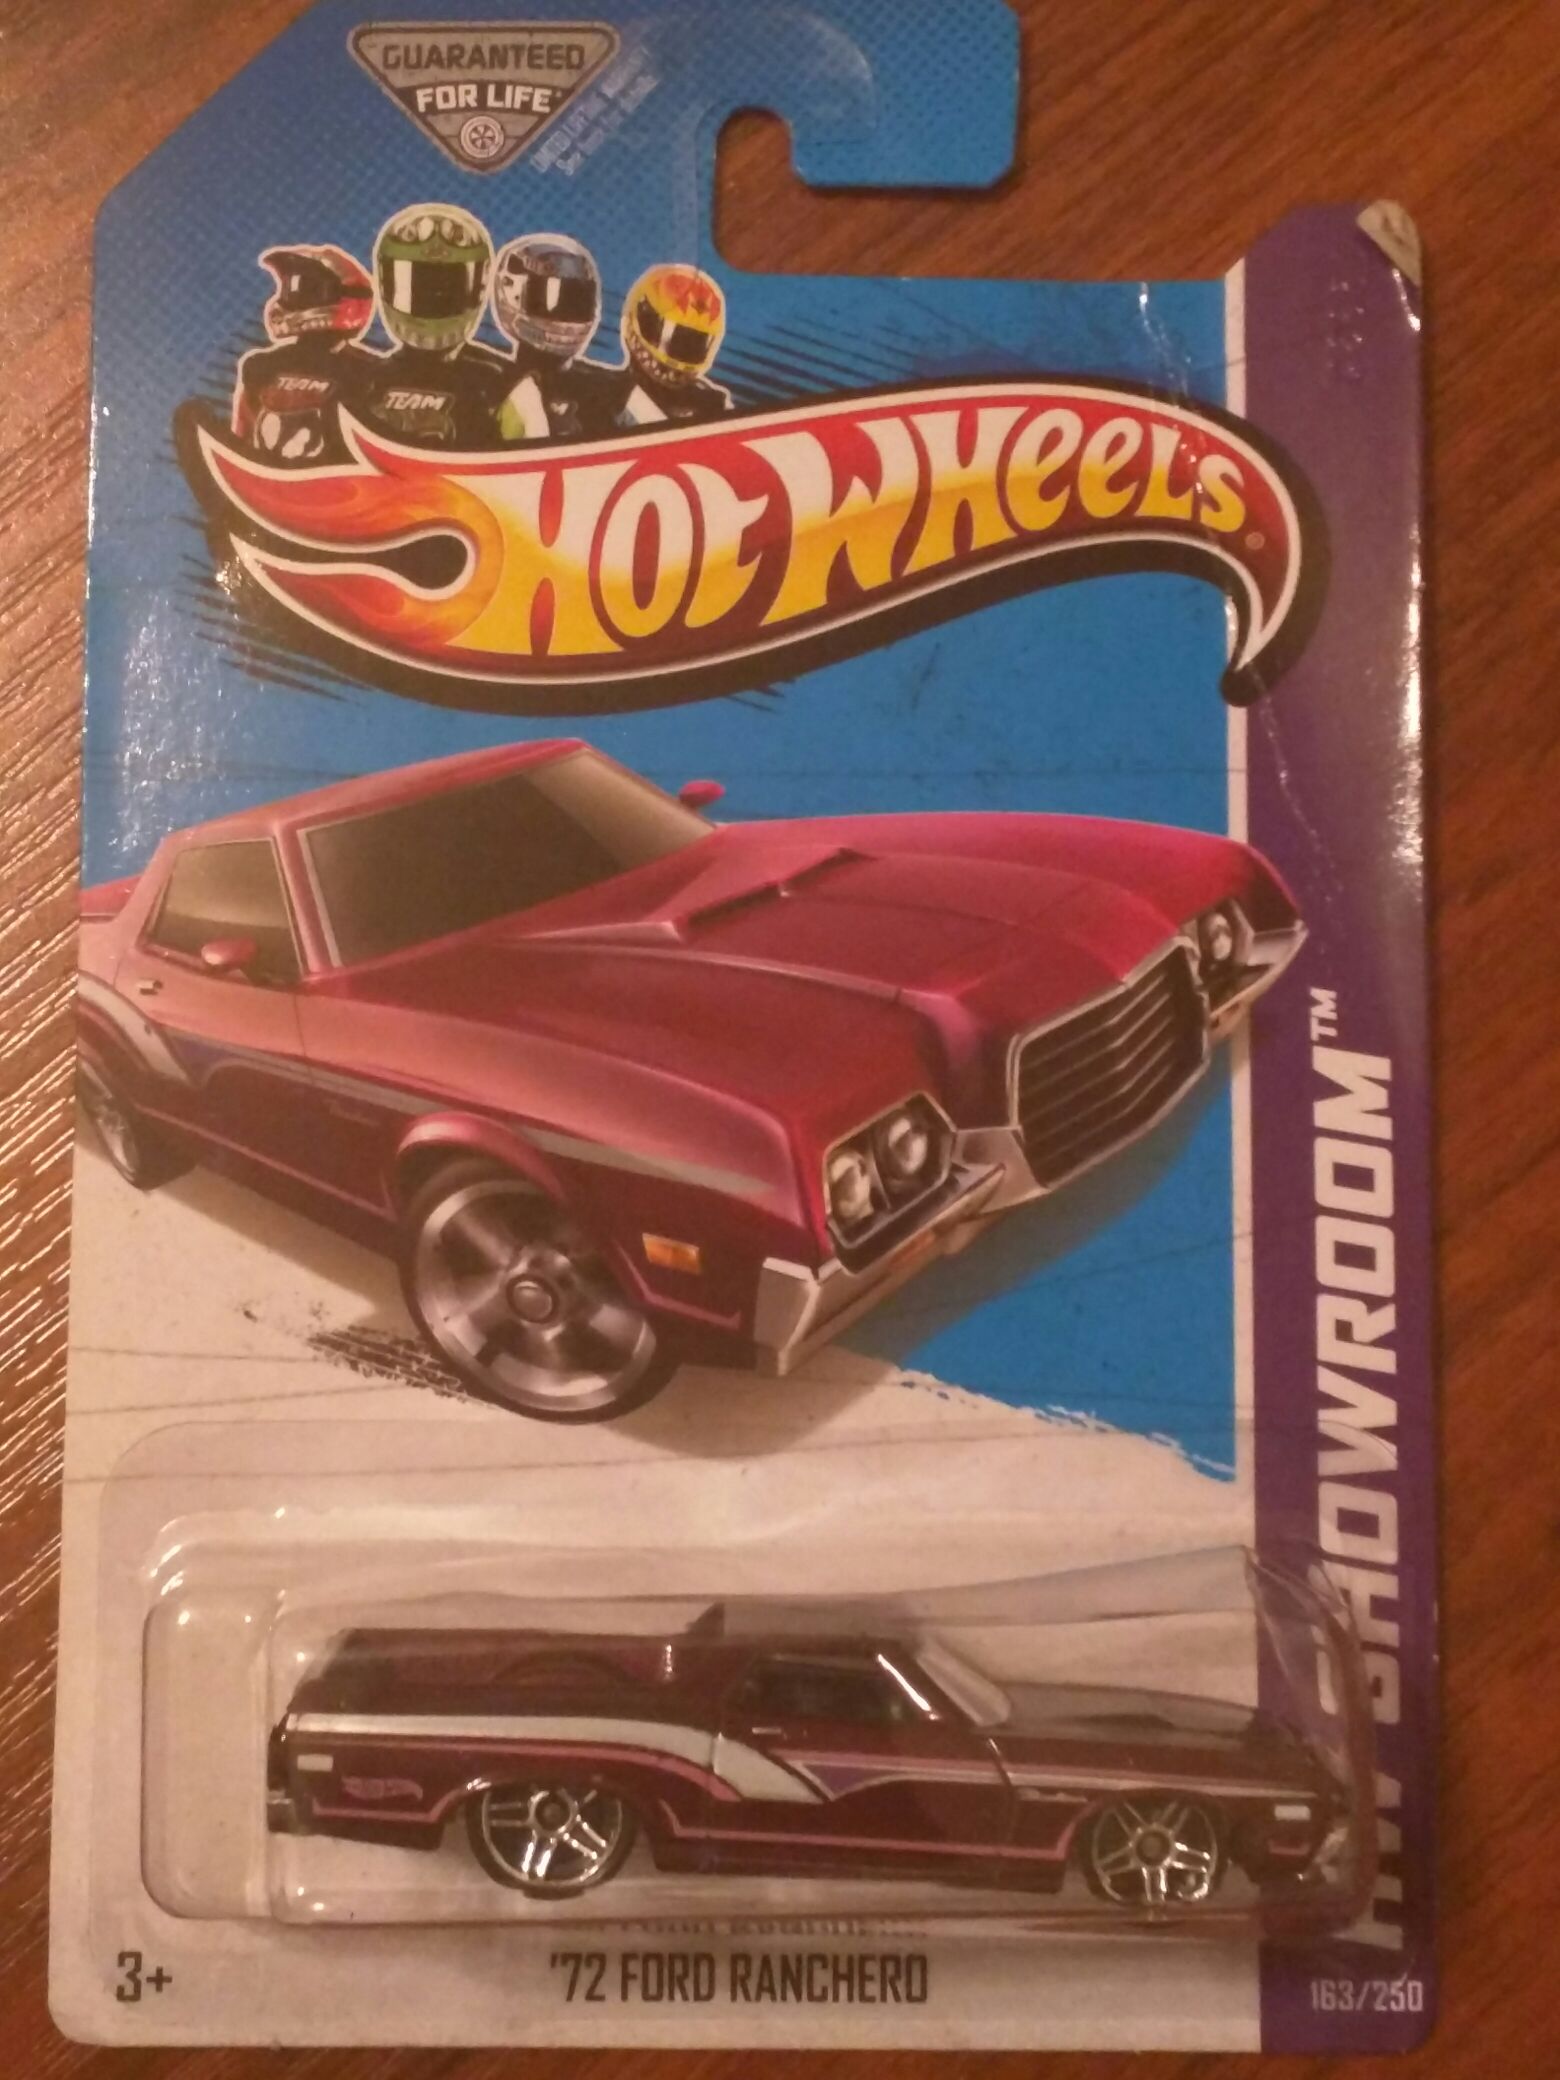 GUARANTEED
FOR LIFE
TEAM
TEAM
HOT WHEELS®
HW SHOWROOM™
3+
'72 FORD RANCHERO
163/250